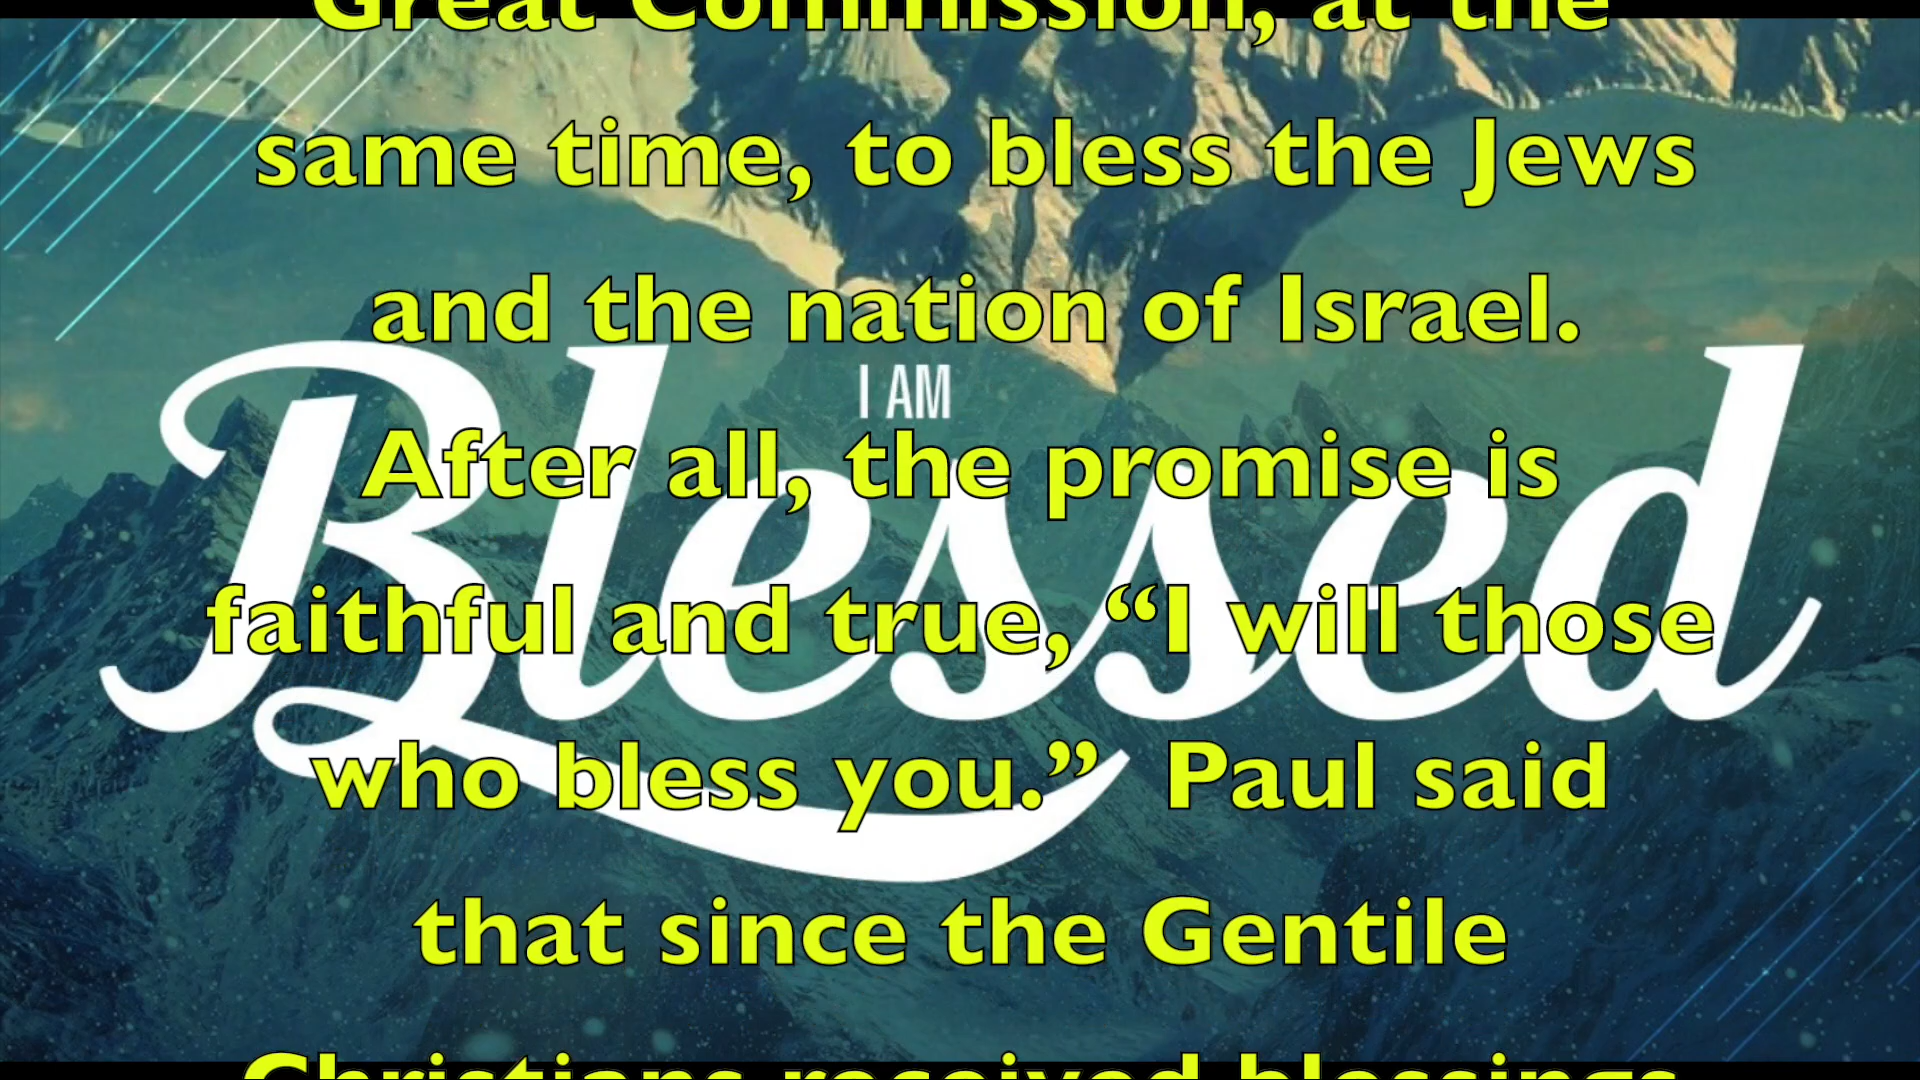 Great Commission, at the
same time, to bless the Jews
and the nation of Israel.
I AM
Blessed
After all, the promise is
faithful and true, “I will those
who bless you.” Paul said
that since the Gentile
Christians received blessings